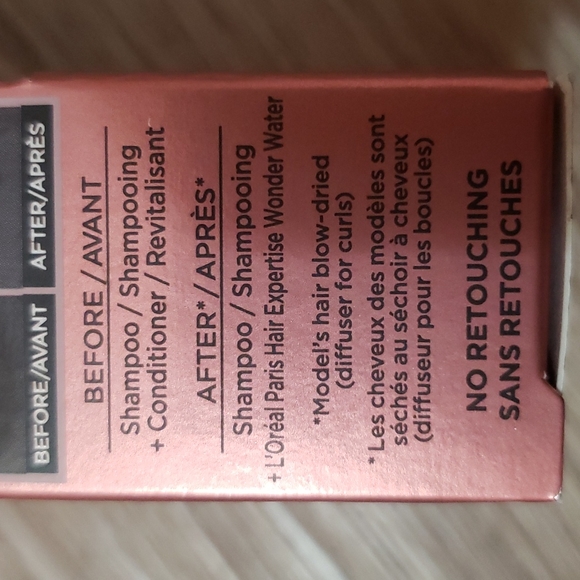 BEFORE/AVANT
AFTER/APRÈS
BEFORE / AVANT
Shampoo / Shampooing
+ Conditioner / Revitalisant
AFTER* / APRÈS*
Shampoo / Shampooing
+ L'Oréal Paris Hair Expertise Wonder Water
*Model's hair blow-dried
(diffuser for curls)
* Les cheveux des modèles sont
séchés au séchoir à cheveux
(diffuseur pour les boucles)
NO RETOUCHING
SANS RETOUCHES